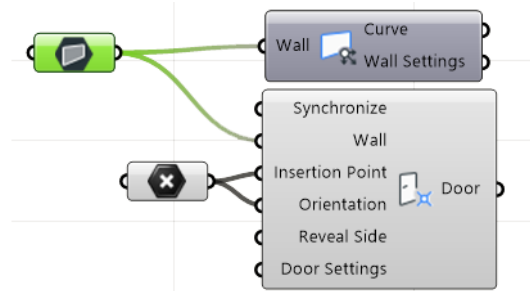 Curve
Wall
Wall Settings
Synchronize
Wall
Insertion Point
Orientation
Door
Reveal Side
Door Settings